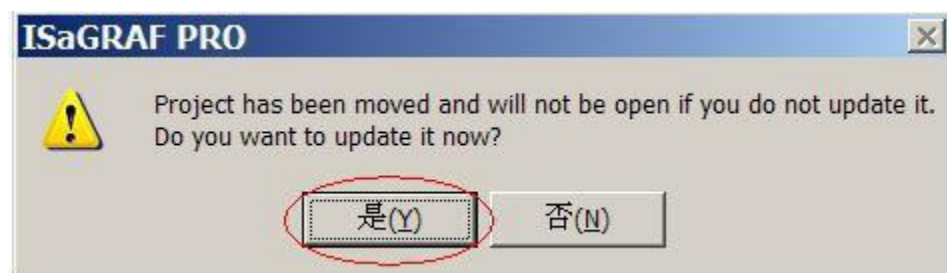 ISaGRAF PRO
Project has been moved and will not be open if you do not update it.
Do you want to update it now?
是(Y) 否(N)